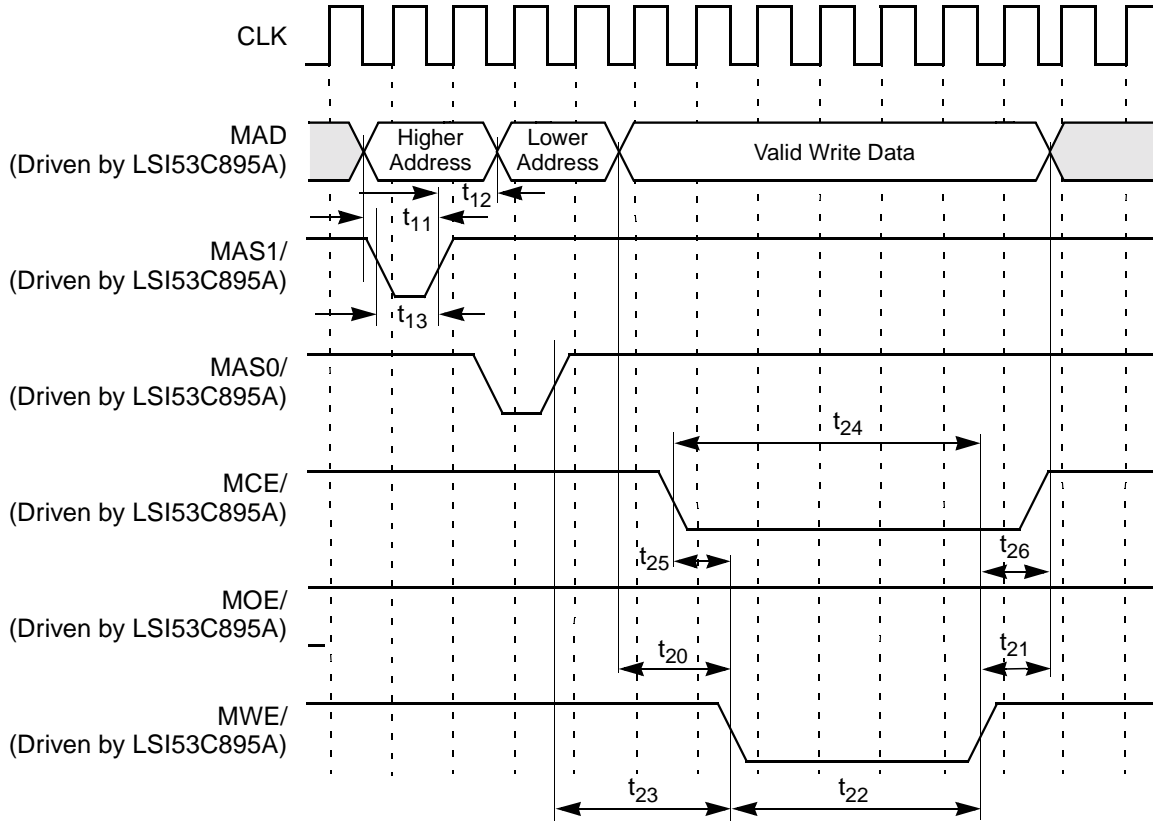 CLK
MAD
(Driven by LSI53C895A)
Higher
Address
Lower
Address
Valid Write Data
t12
t11
MAS1/
(Driven by LSI53C895A)
t13
MAS0/
(Driven by LSI53C895A)
t24
MCE/
(Driven by LSI53C895A)
t25
t26
MOE/
(Driven by LSI53C895A)
t20
t21
MWE/
(Driven by LSI53C895A)
t23
t22